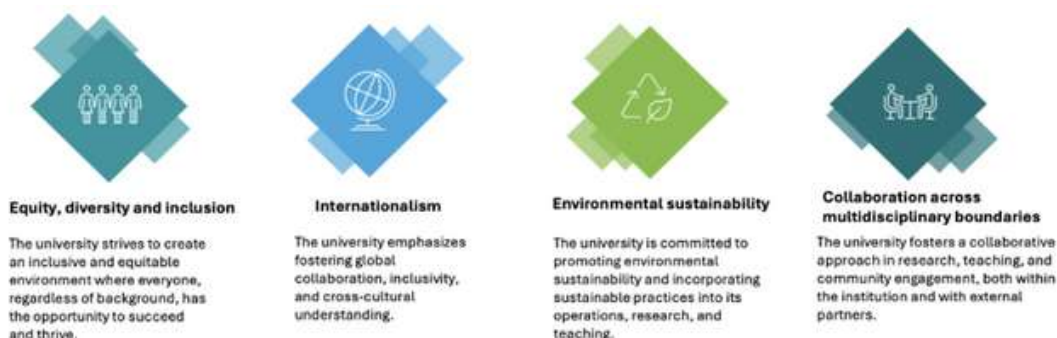 Equity, diversity and inclusion
The university strives to create
an inclusive and equitable
environment where everyone,
regardless of background, has
the opportunity to succeed
and thrive.
Internationalism
The university emphasizes
fostering global
collaboration, inclusivity,
and cross-cultural
understanding.
Environmental sustainability
The university is committed to
promoting environmental
sustainability and incorporating
sustainable practices into its
operations, research, and
teaching.
Collaboration across
multidisciplinary boundaries
The university fosters a collaborative
approach in research, teaching, and
community engagement, both within
the institution and with external
partners.